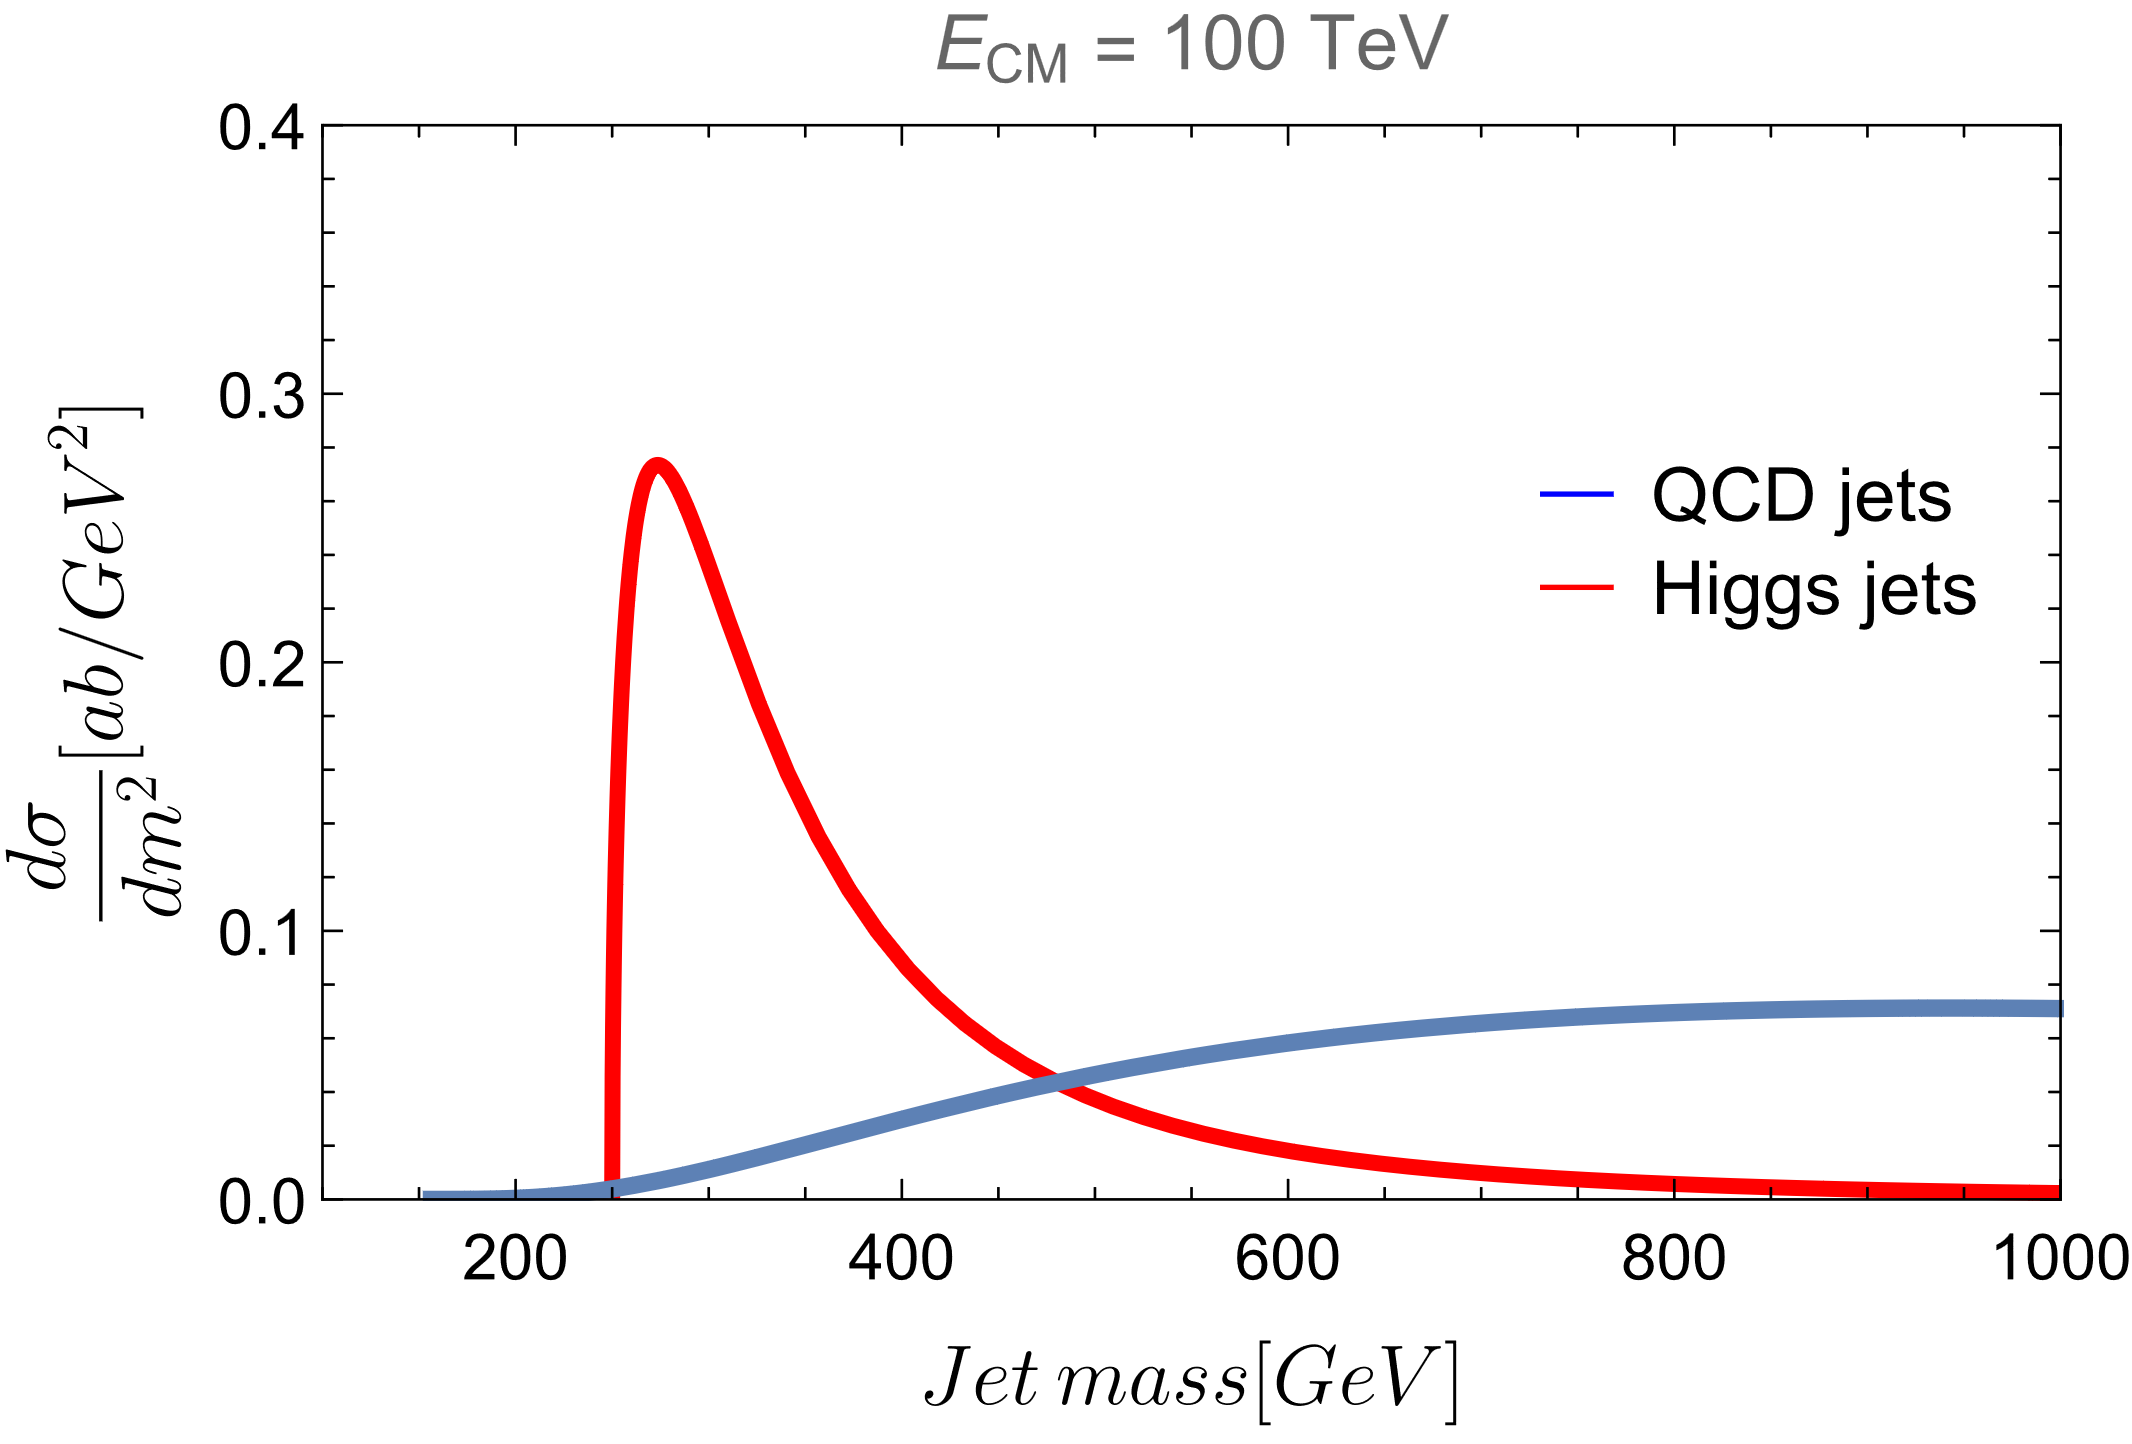 E_CM = 100 TeV
dσ/dm² [ab/GeV²]
0.4
0.3
0.2
0.1
0.0
QCD jets
Higgs jets
200 400 600 800 1000
Jet mass[GeV]